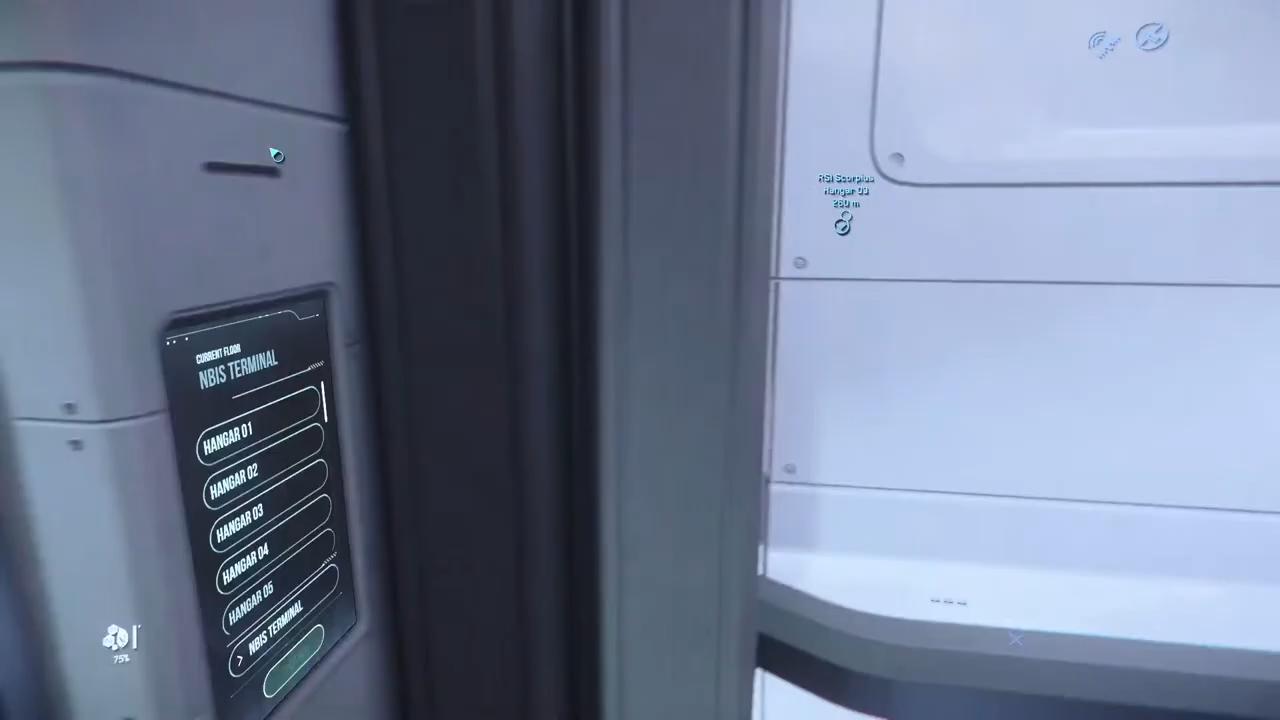 RSI Scorpius
Hangar 03
260 m
CURRENT FLOOR
NBIS TERMINAL
HANGAR 01
HANGAR 02
HANGAR 03
HANGAR 04
HANGAR 05
> NBIS TERMINAL
75%